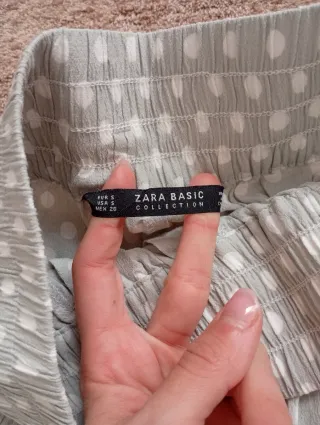 EUR S
USA S
MEX 26
ZARA BASIC
COLLECTION